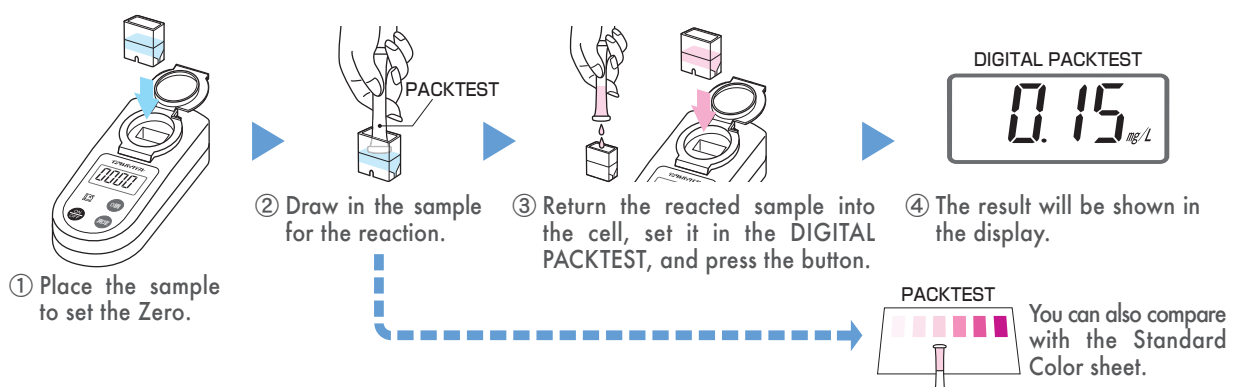 ① Place the sample
to set the Zero.
PACKTEST
② Draw in the sample
for the reaction.
③ Return the reacted sample into
the cell, set it in the DIGITAL
PACKTEST, and press the button.
DIGITAL PACKTEST
0.15 mg/L
④ The result will be shown in
the display.
PACKTEST
You can also compare
with the Standard
Color sheet.
0000